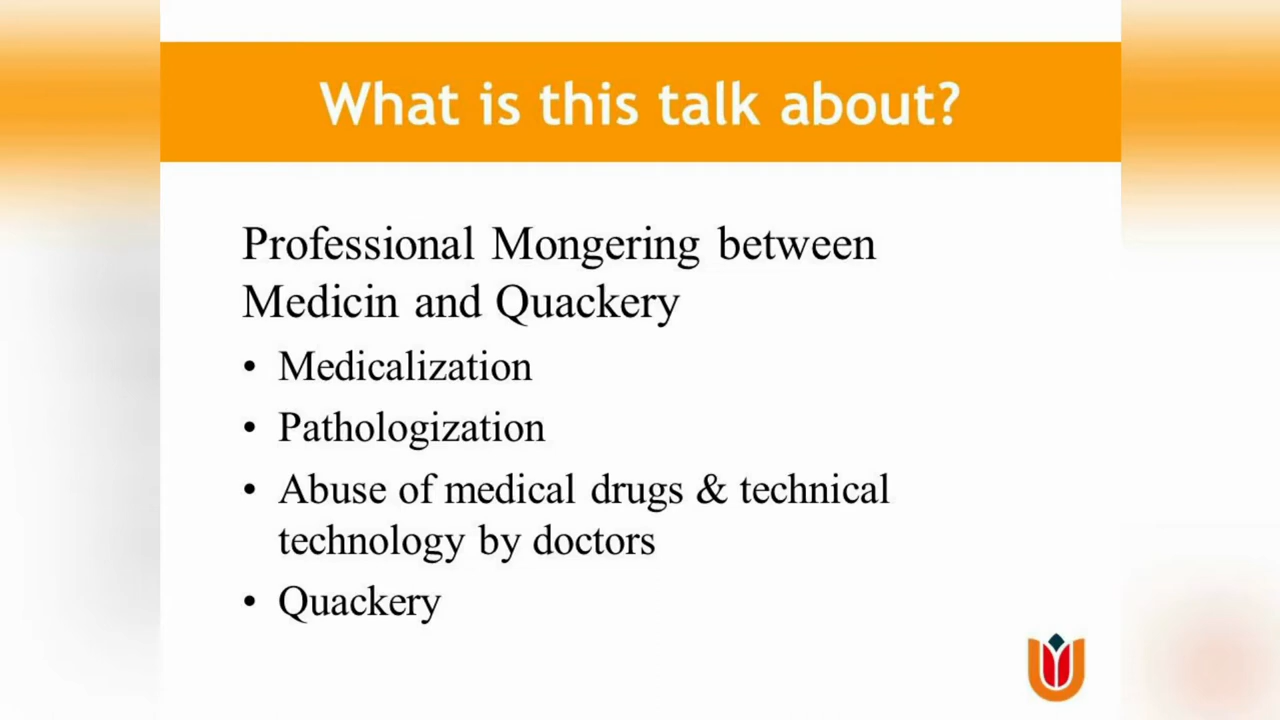 What is this talk about?
Professional Mongering between
Medicin and Quackery
• Medicalization
• Pathologization
• Abuse of medical drugs & technical
technology by doctors
• Quackery